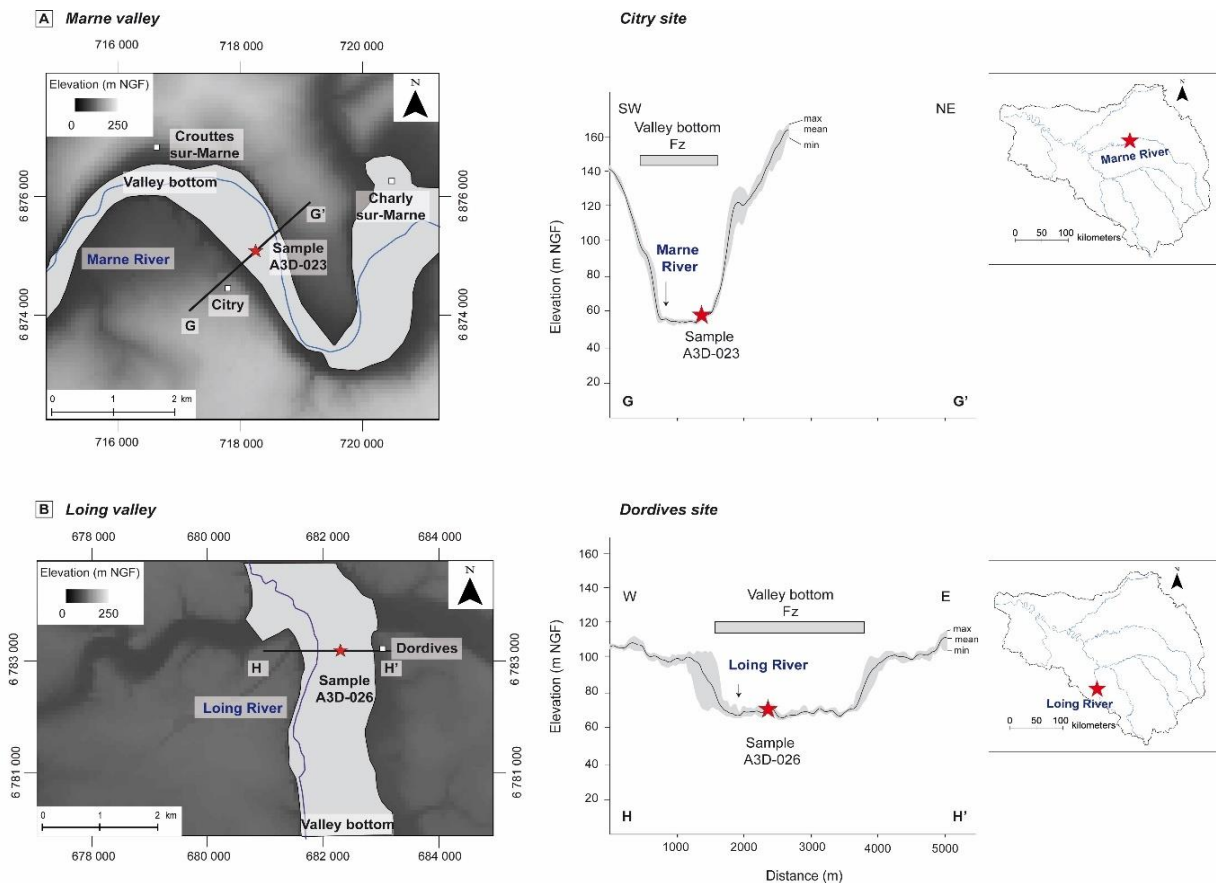 A Marne valley
716 000
718 000
720 000
Elevation (m NGF)
0 250
N
Crouttes
sur-Marne
Valley bottom
6 876 000
6 876 000
Charly
sur-Marne
G'
Sample
A3D-023
Marne River
Citry
G
6 874 000
6 874 000
0 1 2 km
716 000
718 000
720 000
Citry site
SW
NE
Valley bottom
Fz
max
mean
min
160
140
120
100
80
60
40
20
Elevation (m NGF)
Marne
River
Sample
A3D-023
G
G'
N
Marne River
0 50 100
kilometers
B Loing valley
678 000
680 000
682 000
684 000
Elevation (m NGF)
0 250
N
6 783 000
6 783 000
Dordives
H
H'
Sample
A3D-026
Loing River
6 781 000
6 781 000
0 1 2 km
Valley bottom
678 000
680 000
682 000
684 000
Dordives site
W
E
Valley bottom
Fz
max
mean
min
160
140
120
100
80
60
40
20
Elevation (m NGF)
Loing River
Sample
A3D-026
H
H'
1000 2000 3000 4000 5000
Distance (m)
N
Loing River
0 50 100
kilometers